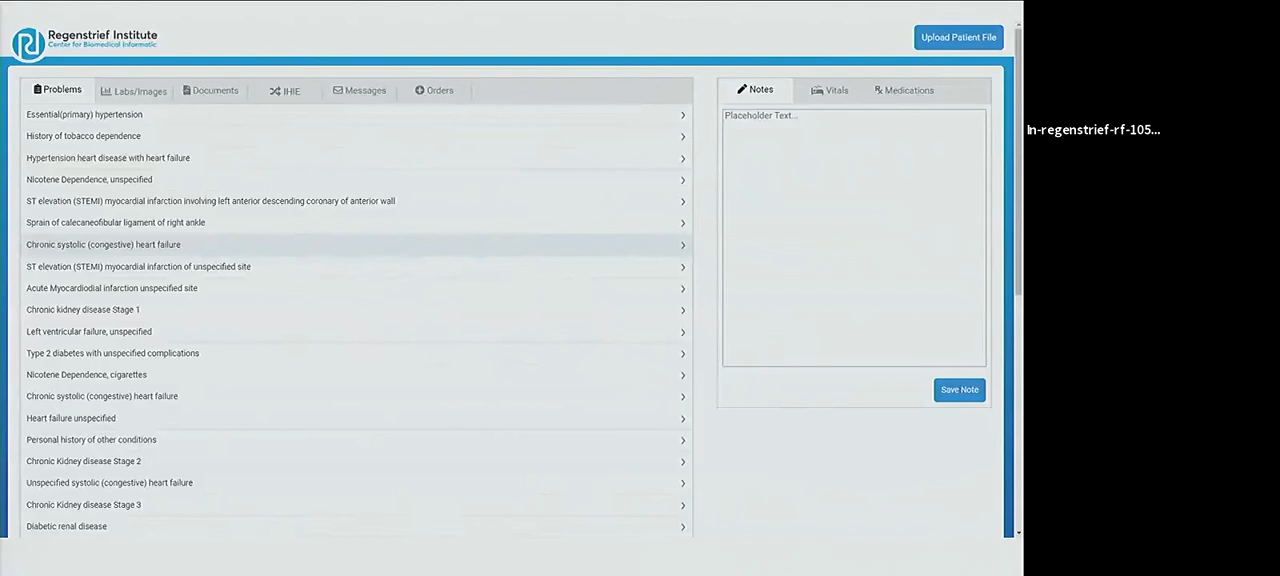 Regenstrief Institute
Center for Biomedical Informatic
Upload Patient File
Problems
Labs/Images
Documents
IHIE
Messages
Orders
Essential(primary) hypertension
History of tobacco dependence
Hypertension heart disease with heart failure
Nicotene Dependence, unspecified
ST elevation (STEMI) myocardial infarction involving left anterior descending coronary of anterior wall
Sprain of calecaneofibular ligament of right ankle
Chronic systolic (congestive) heart failure
ST elevation (STEMI) myocardial infarction of unspecified site
Acute Myocardiodial infarction unspecified site
Chronic kidney disease Stage 1
Left ventricular failure, unspecified
Type 2 diabetes with unspecified complications
Nicotene Dependence, cigarettes
Chronic systolic (congestive) heart failure
Heart failure unspecified
Personal history of other conditions
Chronic Kidney disease Stage 2
Unspecified systolic (congestive) heart failure
Chronic Kidney disease Stage 3
Diabetic renal disease
Notes
Vitals
Medications
Placeholder Text...
Save Note
ln-regenstrief-rf-105...